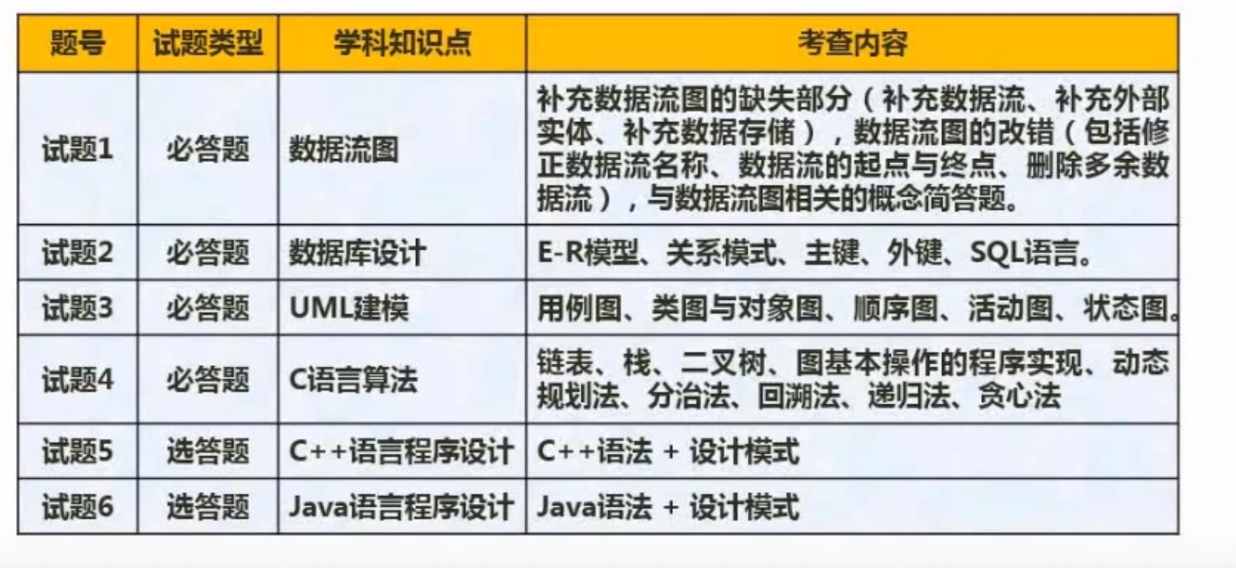 题号 试题类型 学科知识点 考查内容
试题1 必答题 数据流图 补充数据流图的缺失部分（补充数据流、补充外部
实体、补充数据存储），数据流图的改错（包括修
正数据流名称、数据流的起点与终点、删除多余数
据流），与数据流图相关的概念简答题。
试题2 必答题 数据库设计 E-R模型、关系模式、主键、外键、SQL语言。
试题3 必答题 UML建模 用例图、类图与对象图、顺序图、活动图、状态图。
试题4 必答题 C语言算法 链表、栈、二叉树、图基本操作的程序实现、动态
规划法、分治法、回溯法、递归法、贪心法
试题5 选答题 C++语言程序设计 C++语法 + 设计模式
试题6 选答题 Java语言程序设计 Java语法 + 设计模式